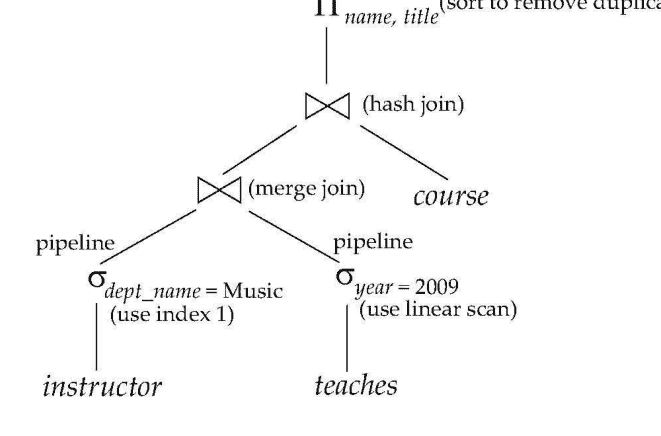 Π name, title (sort to remove
(hash join)
(merge join)
course
pipeline
pipeline
σ dept_name = Music
(use index 1)
σ year = 2009
(use linear scan)
instructor
teaches